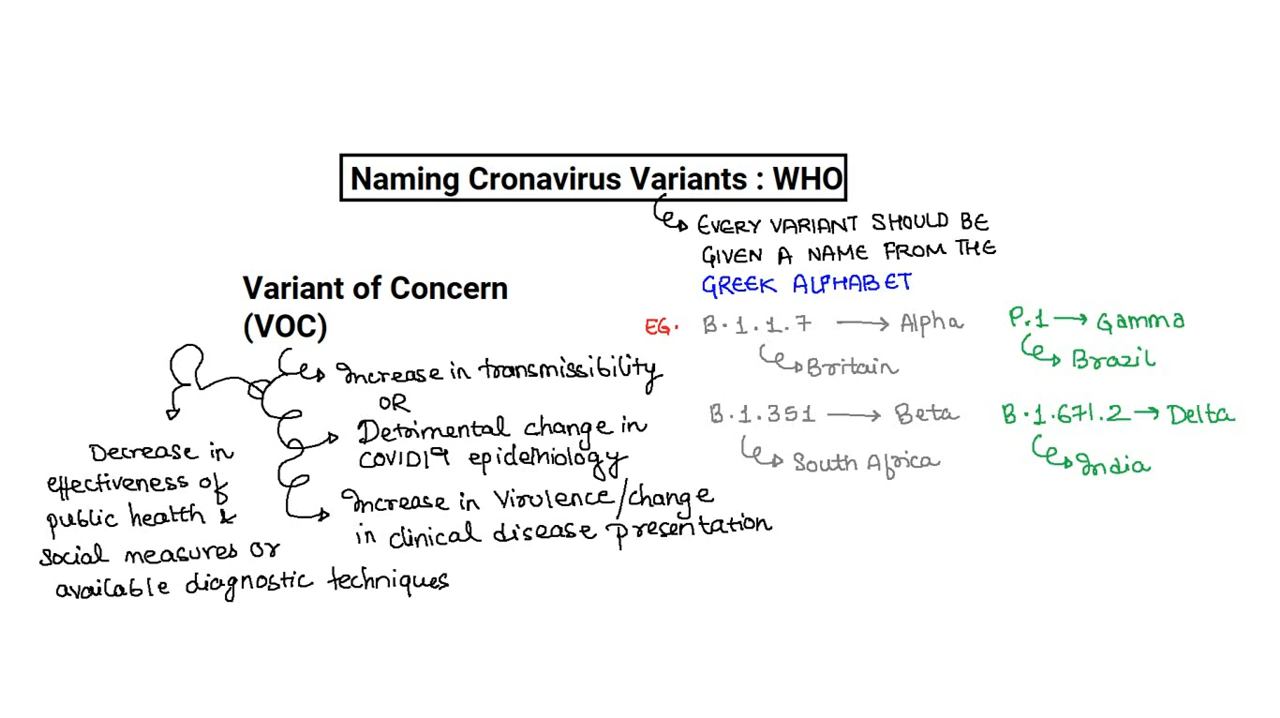 Naming Cronavirus Variants : WHO
EVERY VARIANT SHOULD BE
GIVEN A NAME FROM THE
GREEK ALPHABET
EG. B.1.1.7 → Alpha
Britain
B.1.351 → Beta
South Africa
P.1 → Gamma
Brazil
B.1.671.2 → Delta
India
Variant of Concern
(VOC)
Increase in transmissibility
OR
Detrimental change in
COVID19 epidemiology
Increase in Virulence/change
in clinical disease presentation
Decrease in
effectiveness of
public health &
Social measures or
available diagnostic techniques